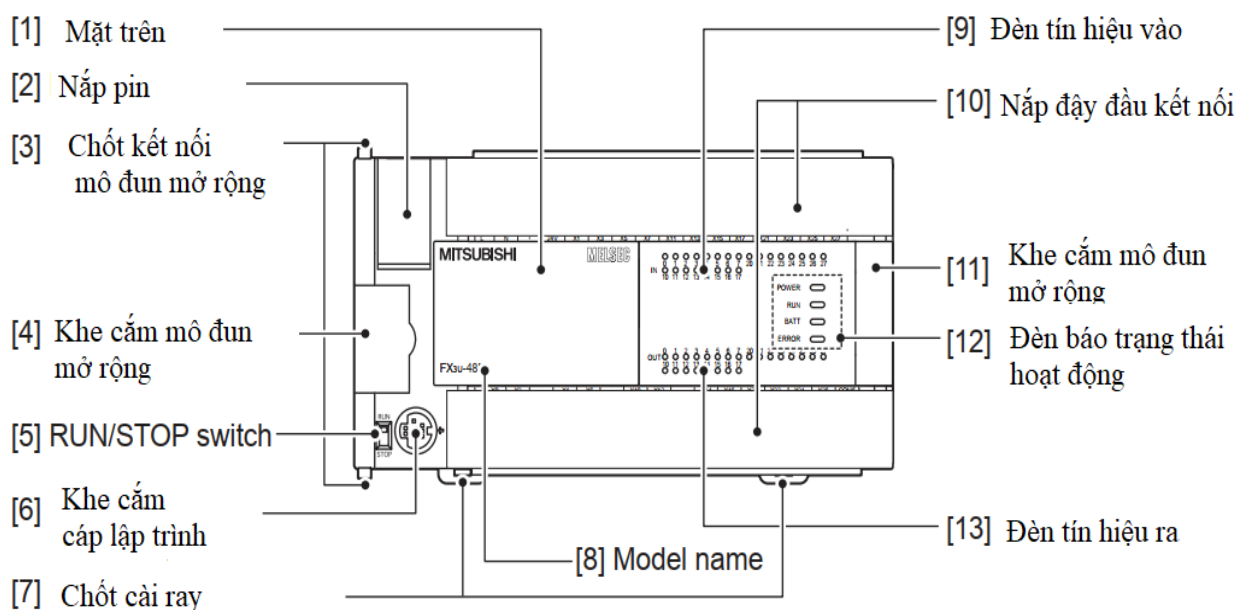 [1] Mặt trên
[2] Nắp pin
[3] Chốt kết nối
mô đun mở rộng
[4] Khe cắm mô đun
mở rộng
[5] RUN/STOP switch
[6] Khe cắm
cáp lập trình
[7] Chốt cài ray
[8] Model name
[9] Đèn tín hiệu vào
[10] Nắp đậy đầu kết nối
[11] Khe cắm mô đun
mở rộng
[12] Đèn báo trạng thái
hoạt động
[13] Đèn tín hiệu ra
MITSUBISHI MELSEC
IN
POWER
RUN
BATT
ERROR
OUT
FX3U-48
RUN
STOP